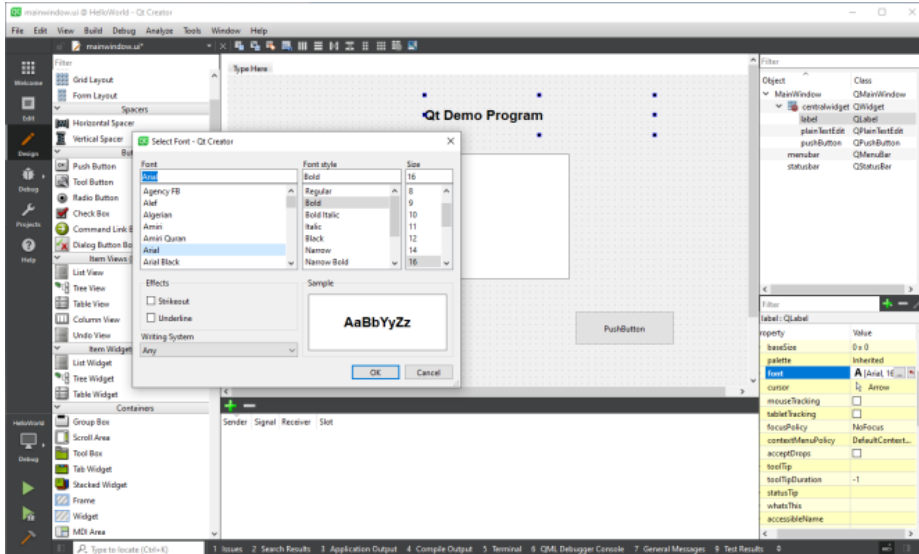 mainwindow.ui @ HelloWorld - Qt Creator
File Edit View Build Debug Analyze Tools Window Help
mainwindow.ui*
Welcome
Edit
Design
Debug
Projects
Help
HelloWorld
Debug
Filter
Grid Layout
Form Layout
Spacers
Horizontal Spacer
Vertical Spacer
Push Button
Tool Button
Radio Button
Check Box
Command Link B
Dialog Button Bo
Item Views (
List View
Tree View
Table View
Column View
Undo View
Item Widget
List Widget
Tree Widget
Table Widget
Containers
Group Box
Scroll Area
Tool Box
Tab Widget
Stacked Widget
Frame
Widget
MDI Area
Type Here
Qt Demo Program
PushButton
Select Font - Qt Creator
Font
Arial
Agency FB
Alef
Algerian
Amiri
Amiri Quran
Arial
Arial Black
Font style
Bold
Regular
Bold
Bold Italic
Italic
Black
Narrow
Narrow Bold
Size
16
8
9
10
11
12
14
16
Effects
Strikeout
Underline
Writing System
Any
Sample
AaBbYyZz
OK Cancel
Sender Signal Receiver Slot
Filter
Object Class
MainWindow QMainWindow
centralwidget QWidget
label QLabel
plainTextEdit QPlainTextEdit
pushButton QPushButton
menubar QMenuBar
statusbar QStatusBar
Filter
label : QLabel
roperty Value
baseSize 0 x 0
palette Inherited
font A [Arial, 16 ...
cursor Arrow
mouseTracking
tabletTracking
focusPolicy NoFocus
contextMenuPolicy DefaultContext...
acceptDrops
toolTip
toolTipDuration -1
statusTip
whatsThis
accessibleName
Type to locate (Ctrl+K)
1 Issues 2 Search Results 3 Application Output 4 Compile Output 5 Terminal 6 QML Debugger Console 7 General Messages 9 Test Results